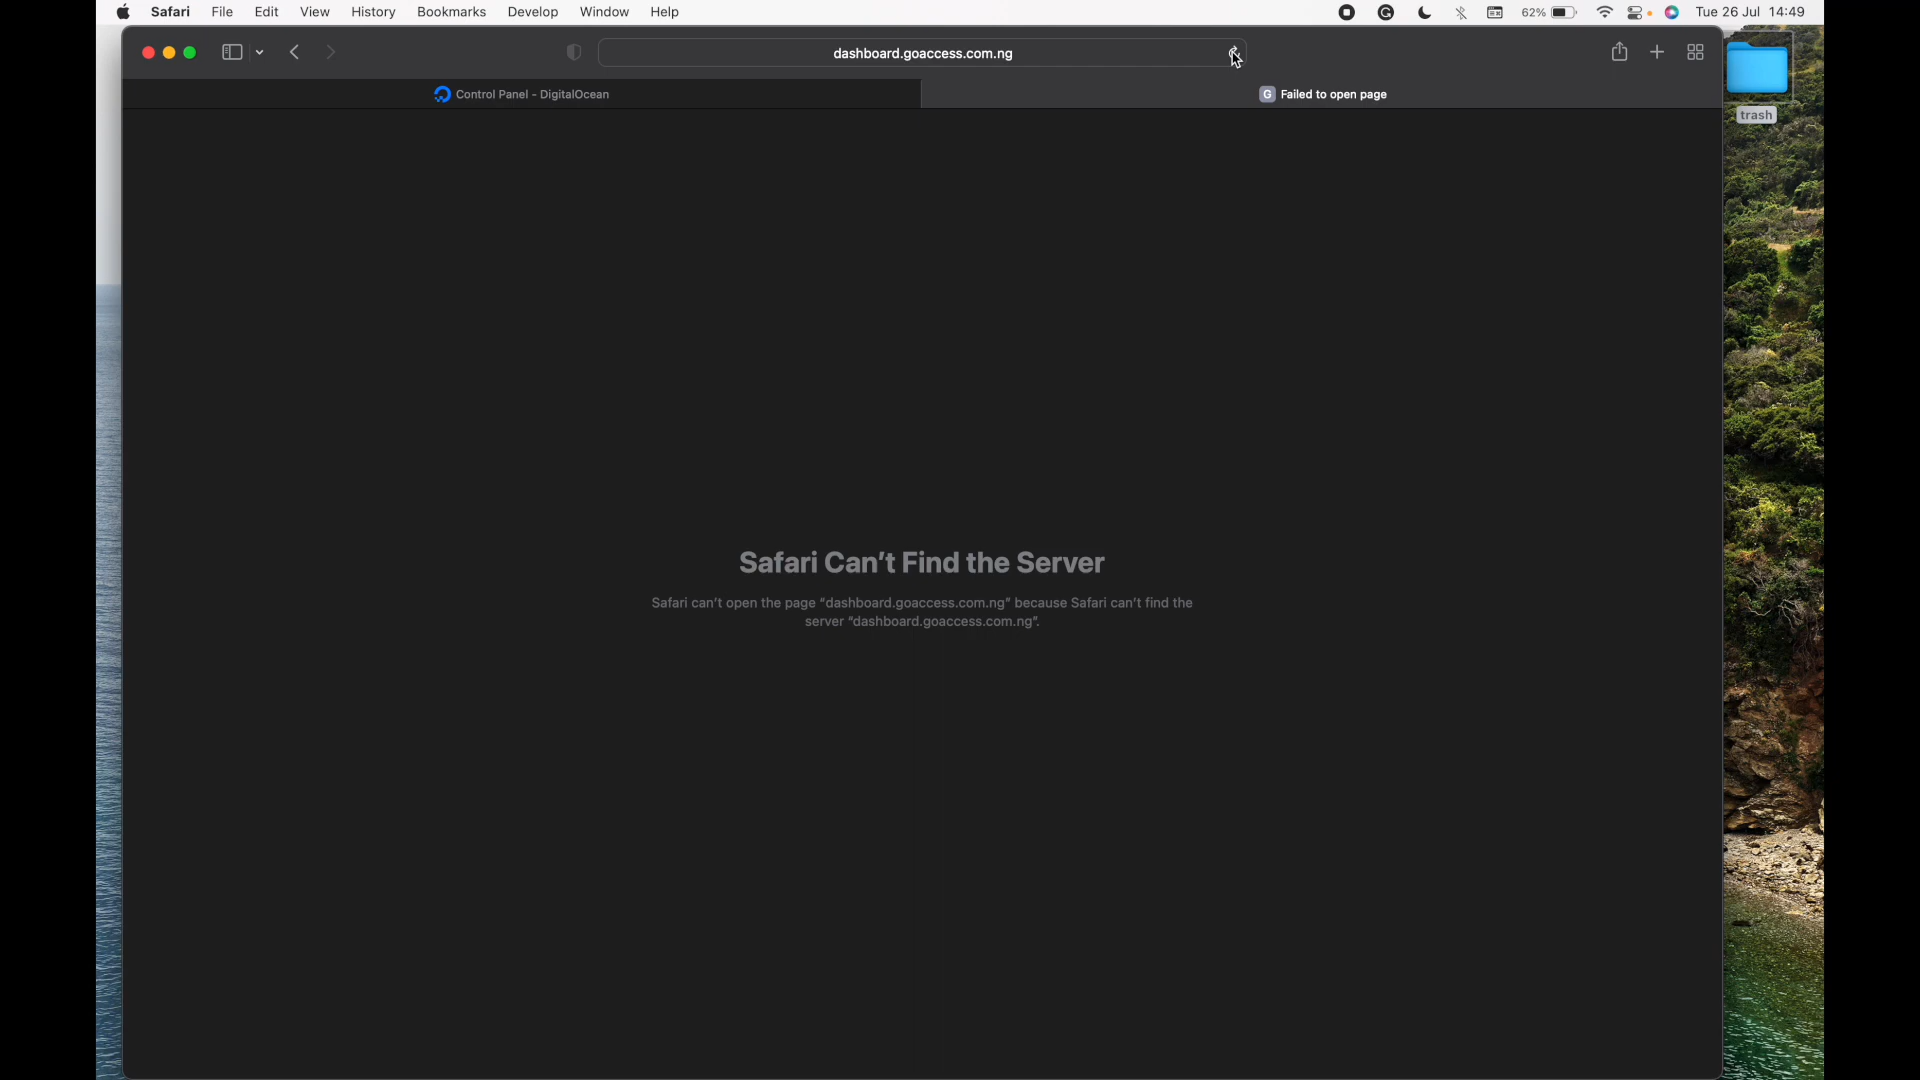 Safari File Edit View History Bookmarks Develop Window Help 62% Tue 26 Jul 14:49
dashboard.goaccess.com.ng
Control Panel - DigitalOcean G Failed to open page
trash
Safari Can't Find the Server
Safari can't open the page "dashboard.goaccess.com.ng" because Safari can't find the
server "dashboard.goaccess.com.ng".